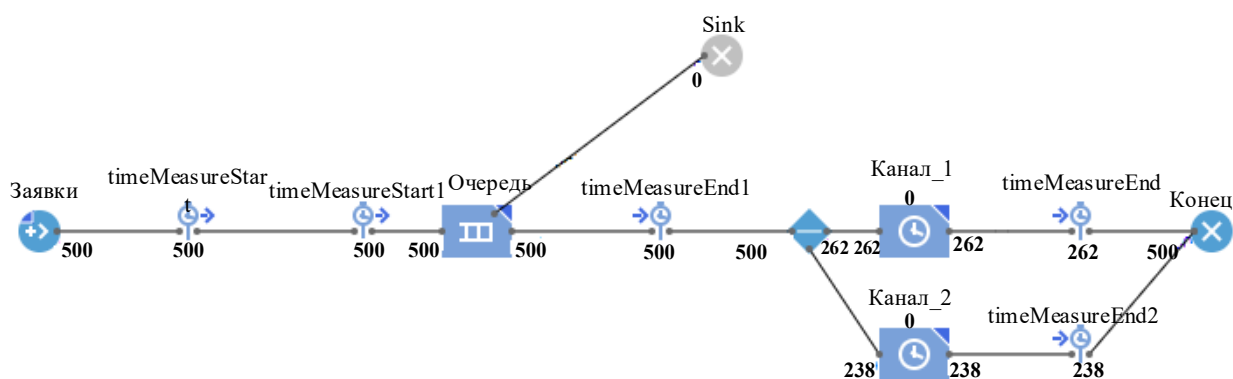 Sink
0
Заявки
timeMeasureStar
t
timeMeasureStart1
Очередь
timeMeasureEnd1
Канал_1
0
timeMeasureEnd
Конец
500
500
500
500
500
500
500
262
262
262
262
500
Канал_2
0
timeMeasureEnd2
238
238
238